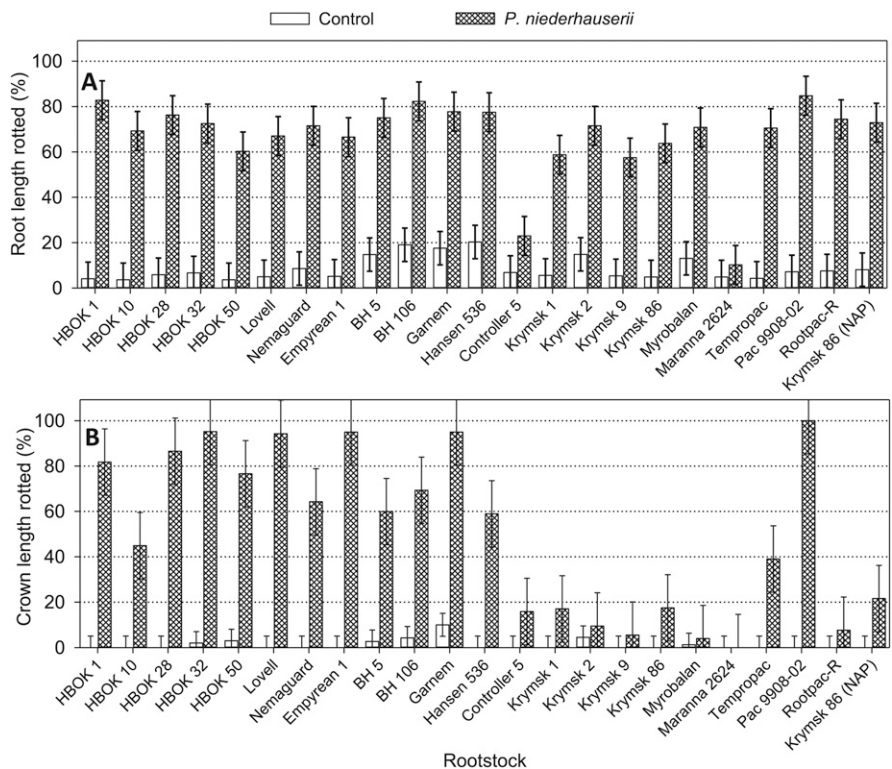 Control P. niederhauserii
A
Root length rotted (%)
100
80
60
40
20
0
HBOK 1
HBOK 10
HBOK 28
HBOK 32
HBOK 50
Lovell
Nemaguard
Empyrean 1
BH 5
BH 106
Garnem
Hansen 536
Controller 5
Krymsk 1
Krymsk 2
Krymsk 9
Krymsk 86
Myrobalan
Maranna 2624
Tempropac
Pac 9908-02
Rootpac-R
Krymsk 86 (NAP)
B
Crown length rotted (%)
100
80
60
40
20
0
HBOK 1
HBOK 10
HBOK 28
HBOK 32
HBOK 50
Lovell
Nemaguard
Empyrean 1
BH 5
BH 106
Garnem
Hansen 536
Controller 5
Krymsk 1
Krymsk 2
Krymsk 9
Krymsk 86
Myrobalan
Maranna 2624
Tempropac
Pac 9908-02
Rootpac-R
Krymsk 86 (NAP)
Rootstock